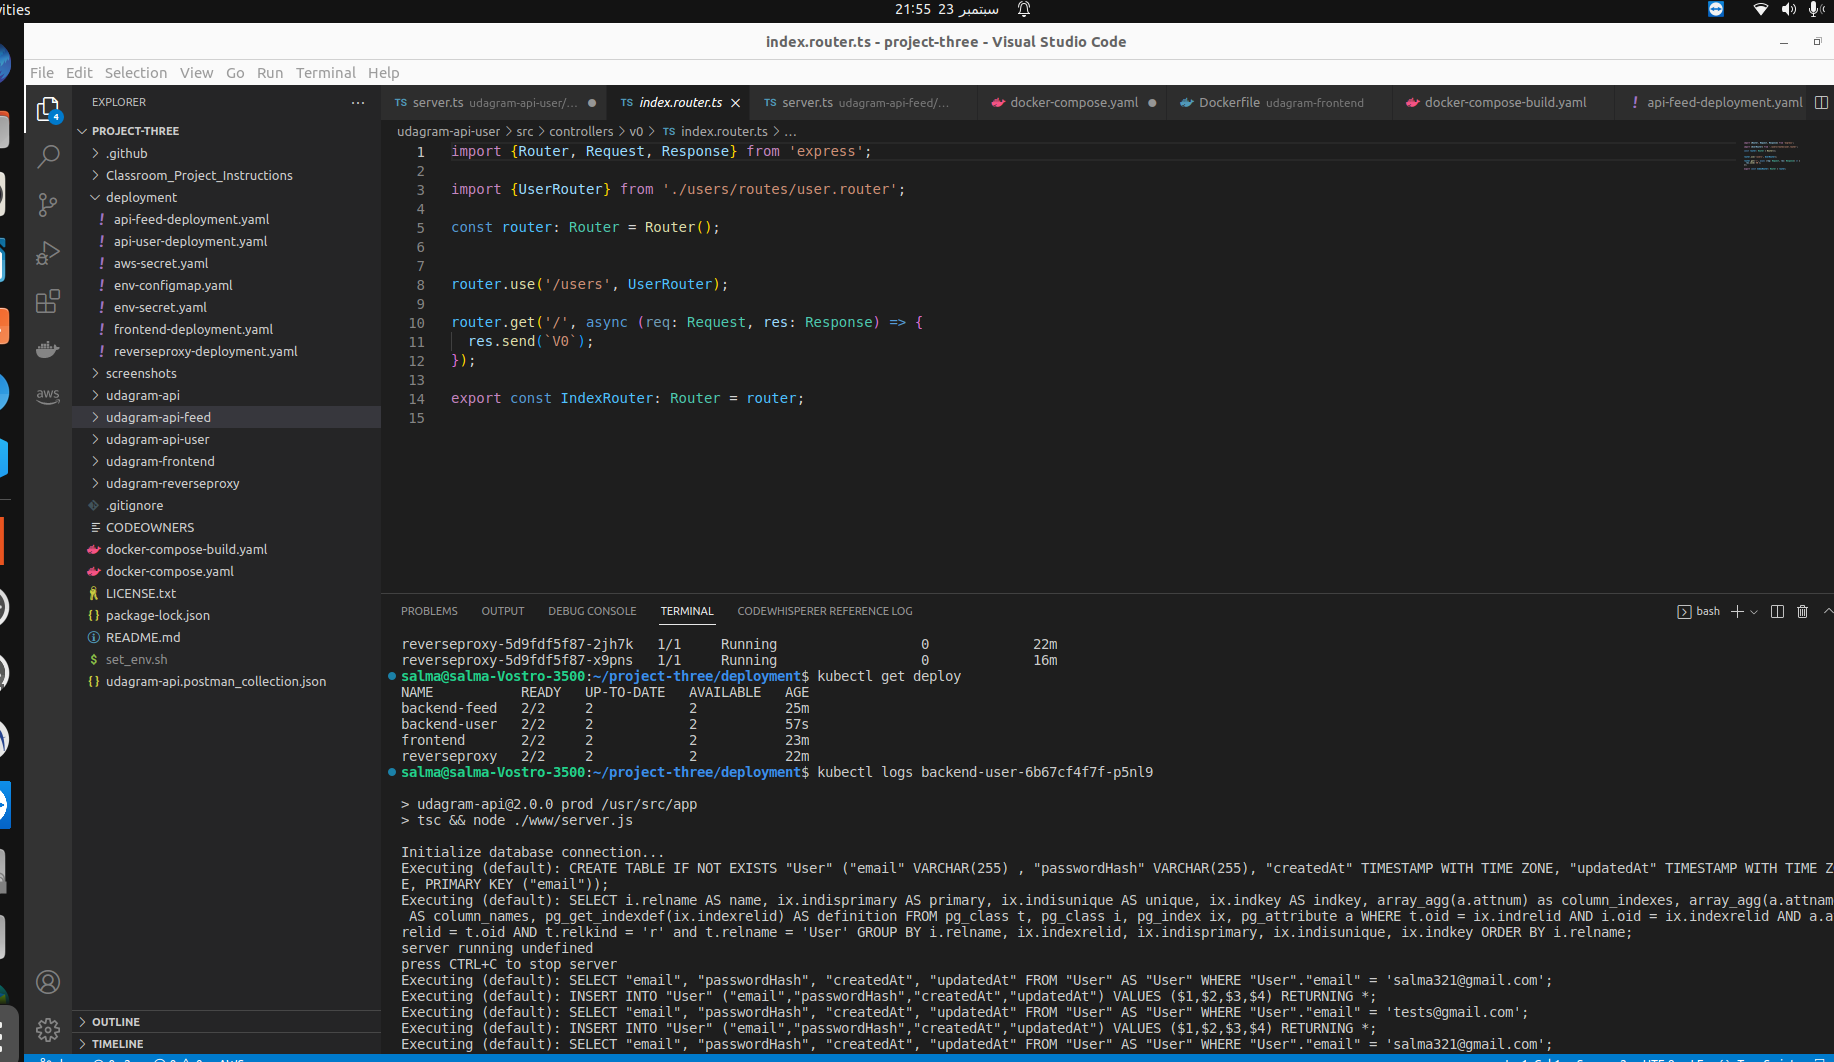 ities
21:55 23 سبتمبر
index.router.ts - project-three - Visual Studio Code
File Edit Selection View Go Run Terminal Help
EXPLORER
4
PROJECT-THREE
.github
Classroom_Project_Instructions
deployment
! api-feed-deployment.yaml
! api-user-deployment.yaml
! aws-secret.yaml
! env-configmap.yaml
! env-secret.yaml
! frontend-deployment.yaml
! reverseproxy-deployment.yaml
screenshots
udagram-api
udagram-api-feed
udagram-api-user
udagram-frontend
udagram-reverseproxy
.gitignore
CODEOWNERS
docker-compose-build.yaml
docker-compose.yaml
LICENSE.txt
{} package-lock.json
README.md
$ set_env.sh
{} udagram-api.postman_collection.json
OUTLINE
TIMELINE
aws
TS server.ts udagram-api-user/... TS index.router.ts TS server.ts udagram-api-feed/... docker-compose.yaml Dockerfile udagram-frontend docker-compose-build.yaml ! api-feed-deployment.yaml
udagram-api-user > src > controllers > v0 > TS index.router.ts > ...
1 import {Router, Request, Response} from 'express';
2
3 import {UserRouter} from './users/routes/user.router';
4
5 const router: Router = Router();
6
7
8 router.use('/users', UserRouter);
9
10 router.get('/', async (req: Request, res: Response) => {
11 res.send(`V0`);
12 });
13
14 export const IndexRouter: Router = router;
15
PROBLEMS OUTPUT DEBUG CONSOLE TERMINAL CODEWHISPERER REFERENCE LOG
bash
reverseproxy-5d9fdf5f87-2jh7k 1/1 Running 0 22m
reverseproxy-5d9fdf5f87-x9pns 1/1 Running 0 16m
salma@salma-Vostro-3500:~/project-three/deployment$ kubectl get deploy
NAME READY UP-TO-DATE AVAILABLE AGE
backend-feed 2/2 2 2 25m
backend-user 2/2 2 2 57s
frontend 2/2 2 2 23m
reverseproxy 2/2 2 2 22m
salma@salma-Vostro-3500:~/project-three/deployment$ kubectl logs backend-user-6b67cf4f7f-p5nl9
> udagram-api@2.0.0 prod /usr/src/app
> tsc && node ./www/server.js
Initialize database connection...
Executing (default): CREATE TABLE IF NOT EXISTS "User" ("email" VARCHAR(255) , "passwordHash" VARCHAR(255), "createdAt" TIMESTAMP WITH TIME ZONE, "updatedAt" TIMESTAMP WITH TIME Z
E, PRIMARY KEY ("email"));
Executing (default): SELECT i.relname AS name, ix.indisprimary AS primary, ix.indisunique AS unique, ix.indkey AS indkey, array_agg(a.attnum) as column_indexes, array_agg(a.attnam
AS column_names, pg_get_indexdef(ix.indexrelid) AS definition FROM pg_class t, pg_class i, pg_index ix, pg_attribute a WHERE t.oid = ix.indrelid AND i.oid = ix.indexrelid AND a.a
relid = t.oid AND t.relkind = 'r' and t.relname = 'User' GROUP BY i.relname, ix.indexrelid, ix.indisprimary, ix.indisunique, ix.indkey ORDER BY i.relname;
server running undefined
press CTRL+C to stop server
Executing (default): SELECT "email", "passwordHash", "createdAt", "updatedAt" FROM "User" AS "User" WHERE "User"."email" = 'salma321@gmail.com';
Executing (default): INSERT INTO "User" ("email","passwordHash","createdAt","updatedAt") VALUES ($1,$2,$3,$4) RETURNING *;
Executing (default): SELECT "email", "passwordHash", "createdAt", "updatedAt" FROM "User" AS "User" WHERE "User"."email" = 'tests@gmail.com';
Executing (default): INSERT INTO "User" ("email","passwordHash","createdAt","updatedAt") VALUES ($1,$2,$3,$4) RETURNING *;
Executing (default): SELECT "email", "passwordHash", "createdAt", "updatedAt" FROM "User" AS "User" WHERE "User"."email" = 'salma321@gmail.com';